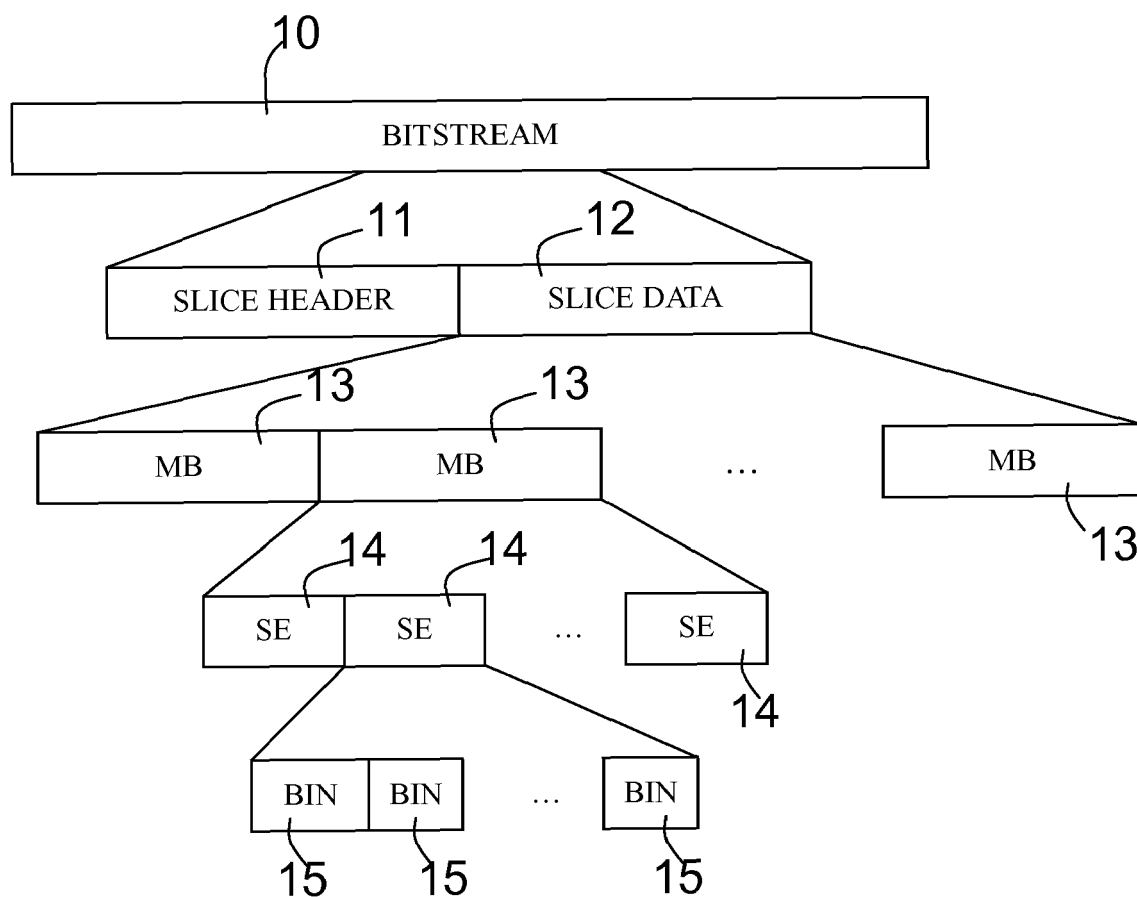 10
BITSTREAM
11 12
SLICE HEADER SLICE DATA
13 13
MB MB ... MB
13
14 14
SE SE ... SE
14
BIN BIN ... BIN
15 15 15